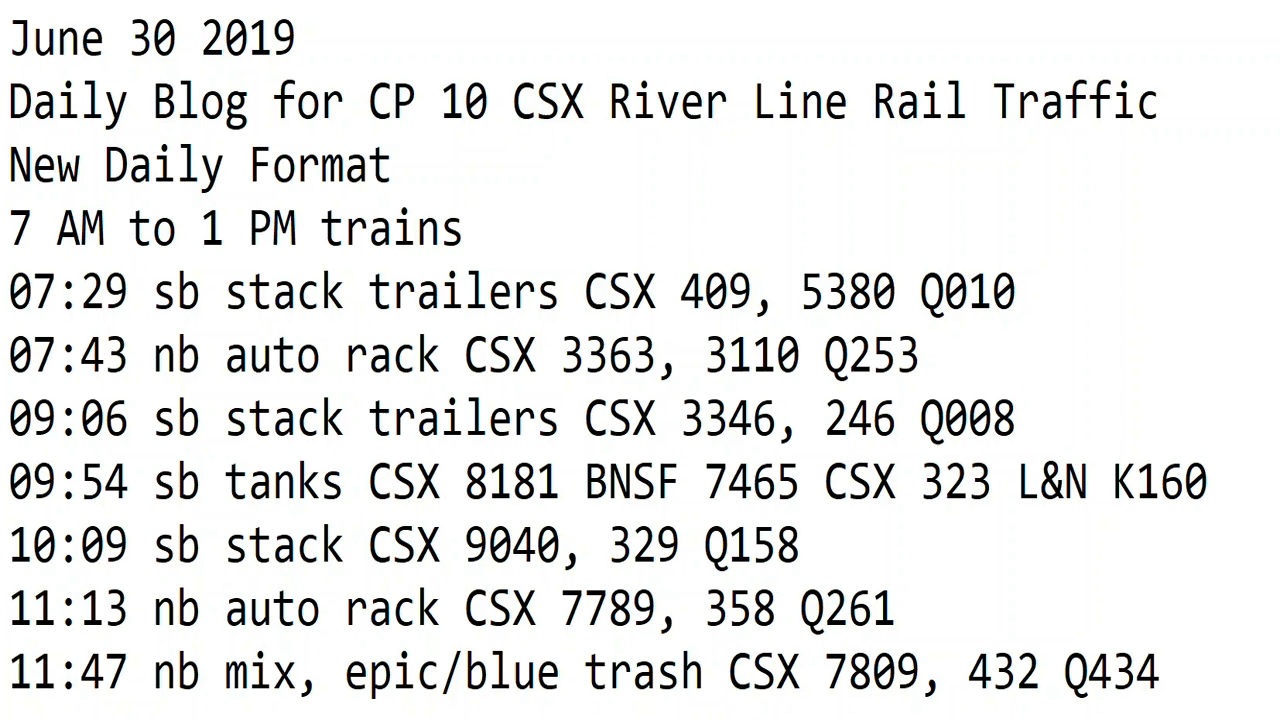 June 30 2019
Daily Blog for CP 10 CSX River Line Rail Traffic
New Daily Format
7 AM to 1 PM trains
07:29 sb stack trailers CSX 409, 5380 Q010
07:43 nb auto rack CSX 3363, 3110 Q253
09:06 sb stack trailers CSX 3346, 246 Q008
09:54 sb tanks CSX 8181 BNSF 7465 CSX 323 L&N K160
10:09 sb stack CSX 9040, 329 Q158
11:13 nb auto rack CSX 7789, 358 Q261
11:47 nb mix, epic/blue trash CSX 7809, 432 Q434